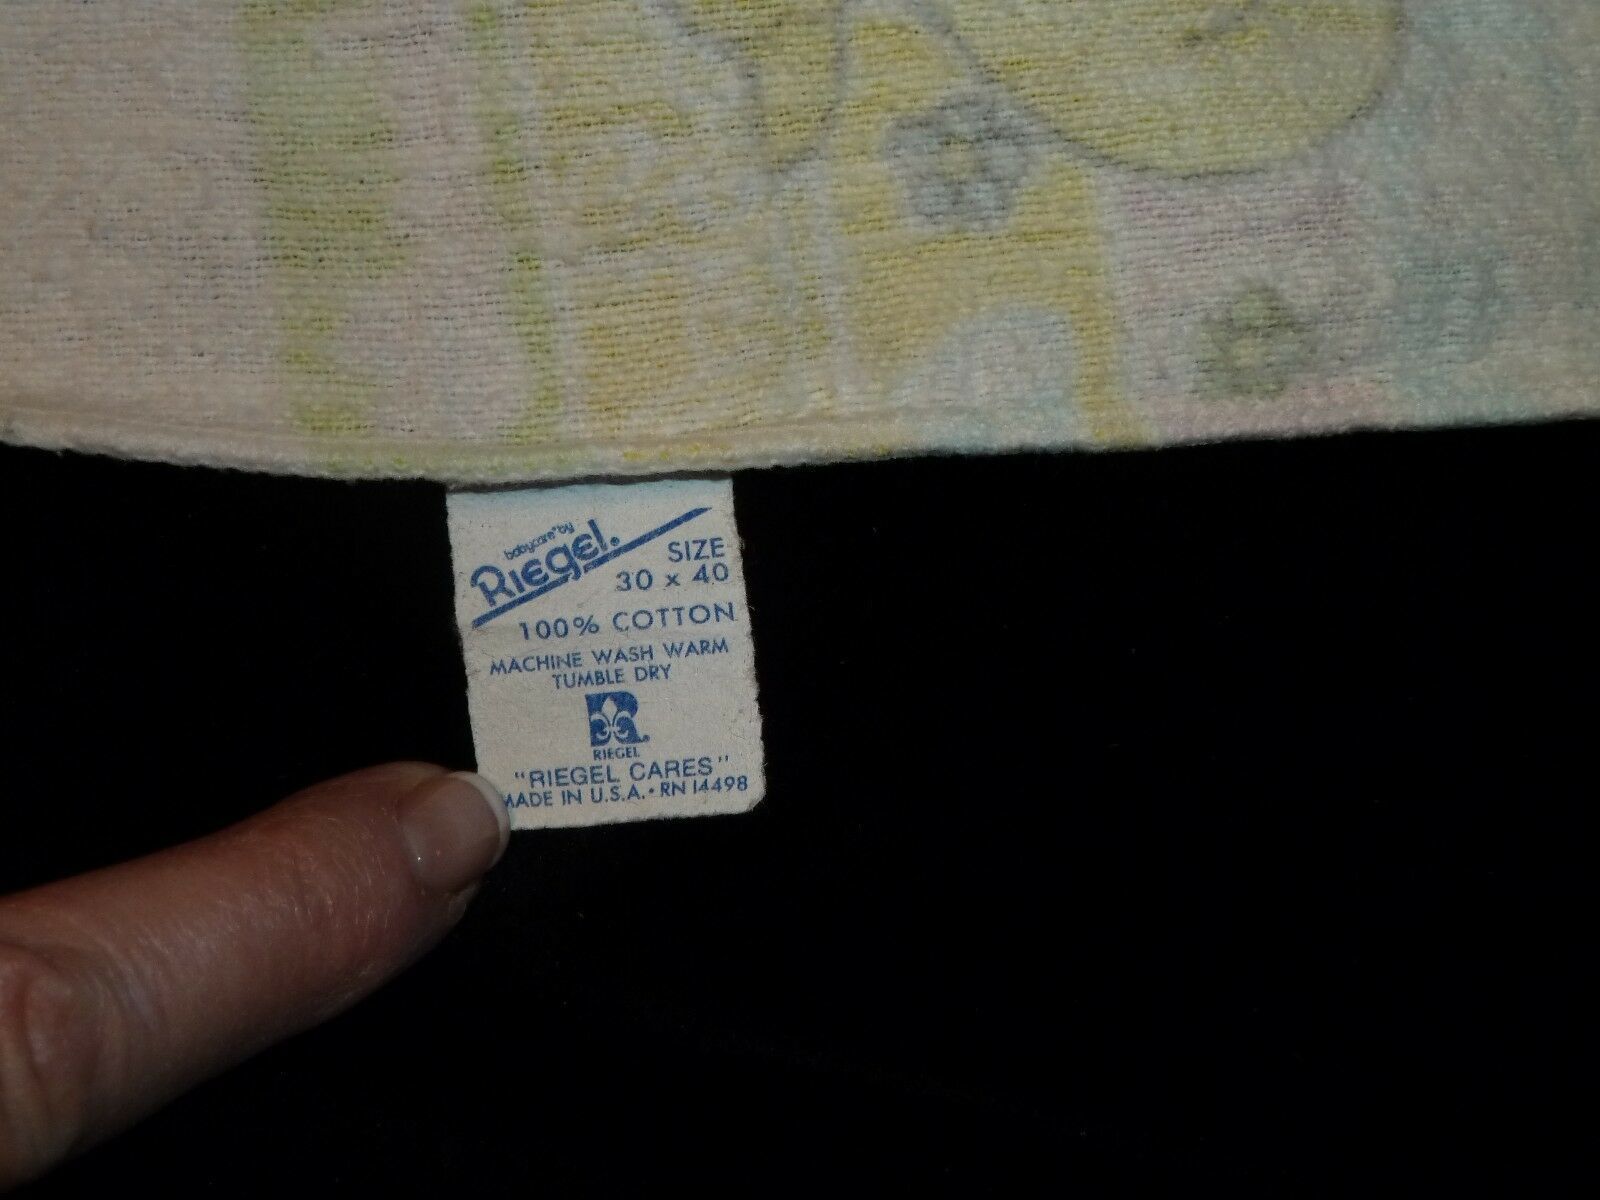 babycare® by
Riegel®
SIZE
30 x 40
100% COTTON
MACHINE WASH WARM
TUMBLE DRY
R®
RIEGEL
"RIEGEL CARES"
MADE IN U.S.A. • RN 14498